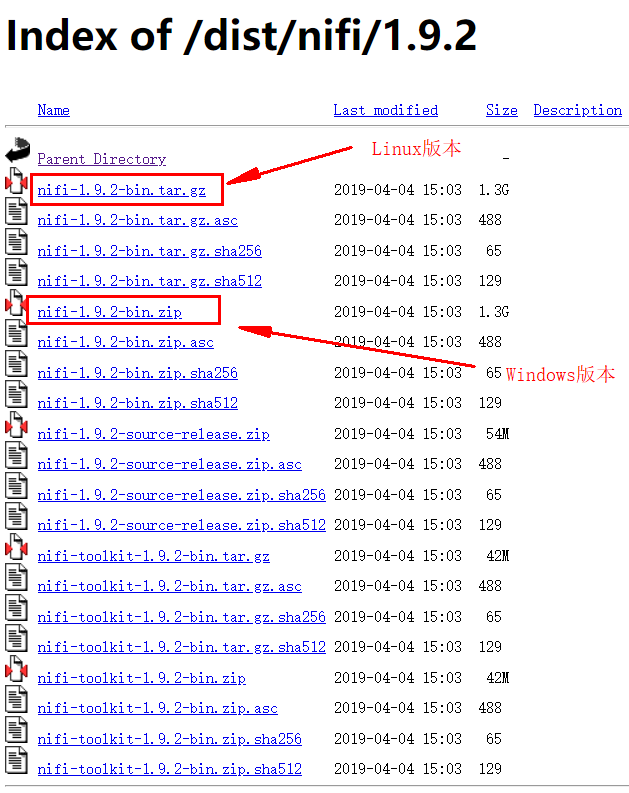 Index of /dist/nifi/1.9.2
Name Last modified Size Description
Linux版本
Parent Directory -
nifi-1.9.2-bin.tar.gz 2019-04-04 15:03 1.3G
nifi-1.9.2-bin.tar.gz.asc 2019-04-04 15:03 488
nifi-1.9.2-bin.tar.gz.sha256 2019-04-04 15:03 65
nifi-1.9.2-bin.tar.gz.sha512 2019-04-04 15:03 129
nifi-1.9.2-bin.zip 2019-04-04 15:03 1.3G
nifi-1.9.2-bin.zip.asc 2019-04-04 15:03 488
nifi-1.9.2-bin.zip.sha256 2019-04-04 15:03 65
Windows版本
nifi-1.9.2-bin.zip.sha512 2019-04-04 15:03 129
nifi-1.9.2-source-release.zip 2019-04-04 15:03 54M
nifi-1.9.2-source-release.zip.asc 2019-04-04 15:03 488
nifi-1.9.2-source-release.zip.sha256 2019-04-04 15:03 65
nifi-1.9.2-source-release.zip.sha512 2019-04-04 15:03 129
nifi-toolkit-1.9.2-bin.tar.gz 2019-04-04 15:03 42M
nifi-toolkit-1.9.2-bin.tar.gz.asc 2019-04-04 15:03 488
nifi-toolkit-1.9.2-bin.tar.gz.sha256 2019-04-04 15:03 65
nifi-toolkit-1.9.2-bin.tar.gz.sha512 2019-04-04 15:03 129
nifi-toolkit-1.9.2-bin.zip 2019-04-04 15:03 42M
nifi-toolkit-1.9.2-bin.zip.asc 2019-04-04 15:03 488
nifi-toolkit-1.9.2-bin.zip.sha256 2019-04-04 15:03 65
nifi-toolkit-1.9.2-bin.zip.sha512 2019-04-04 15:03 129